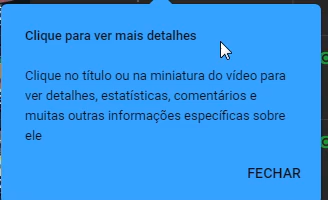 Clique para ver mais detalhes
Clique no título ou na miniatura do vídeo para
ver detalhes, estatísticas, comentários e
muitas outras informações específicas sobre
ele
FECHAR